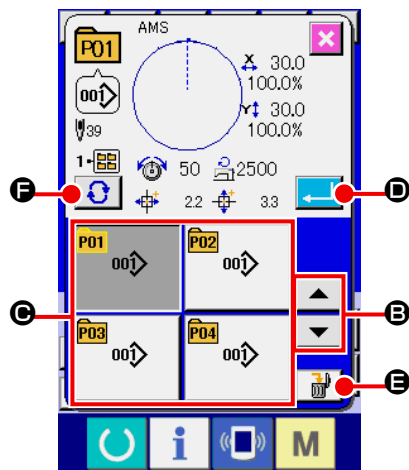 AMS
P01
X 30.0
100.0%
001
Y 30.0
100.0%
39
1-
50 2500
F
D
2.2 3.3
P01
001
P02
001
C
B
P03
001
P04
001
E
i
M